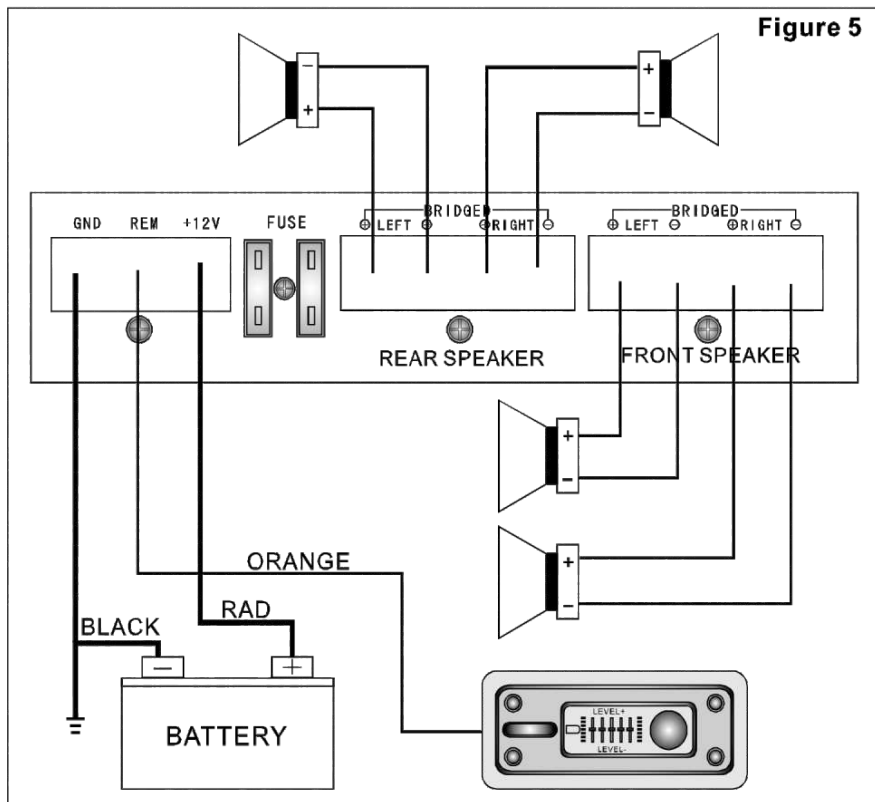 Figure 5
−
+
+
−
GND REM +12V
FUSE
BRIDGED
⊕ LEFT ⊕ ⊕ RIGHT ⊖
BRIDGED
⊕ LEFT ⊖ ⊕ RIGHT ⊖
REAR SPEAKER
FRONT SPEAKER
+
−
+
−
ORANGE
RAD
BLACK
− +
BATTERY
LEVEL+
LEVEL-